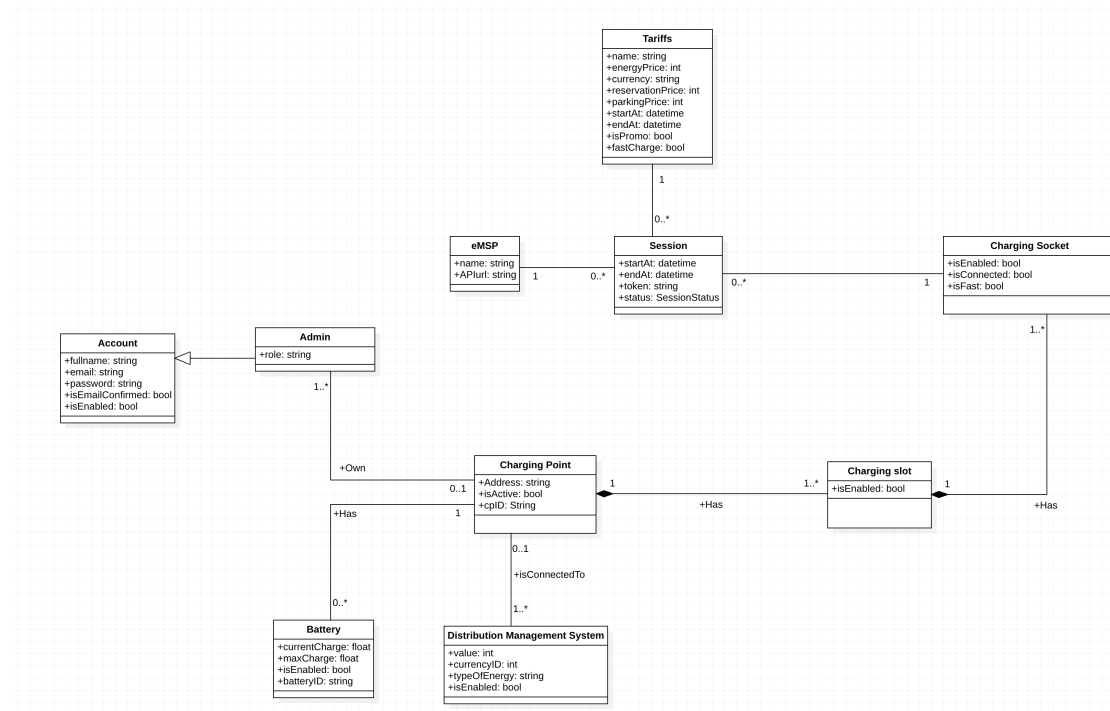 Tariffs
+name: string
+energyPrice: int
+currency: string
+reservationPrice: int
+parkingPrice: int
+startAt: datetime
+endAt: datetime
+isPromo: bool
+fastCharge: bool
1
0..*
eMSP
+name: string
+APIurl: string
1
0..*
Session
+startAt: datetime
+endAt: datetime
+token: string
+status: SessionStatus
0..*
1
Charging Socket
+isEnabled: bool
+isConnected: bool
+isFast: bool
1..*
Account
+fullname: string
+email: string
+password: string
+isEmailConfirmed: bool
+isEnabled: bool
Admin
+role: string
1..*
+Own
0..1
Charging Point
+Address: string
+isActive: bool
+cpID: String
1
1..*
+Has
Charging slot
+isEnabled: bool
1
+Has
+Has
1
0..*
0..1
+isConnectedTo
1..*
Battery
+currentCharge: float
+maxCharge: float
+isEnabled: bool
+batteryID: string
Distribution Management System
+value: int
+currencyID: int
+typeOfEnergy: string
+isEnabled: bool